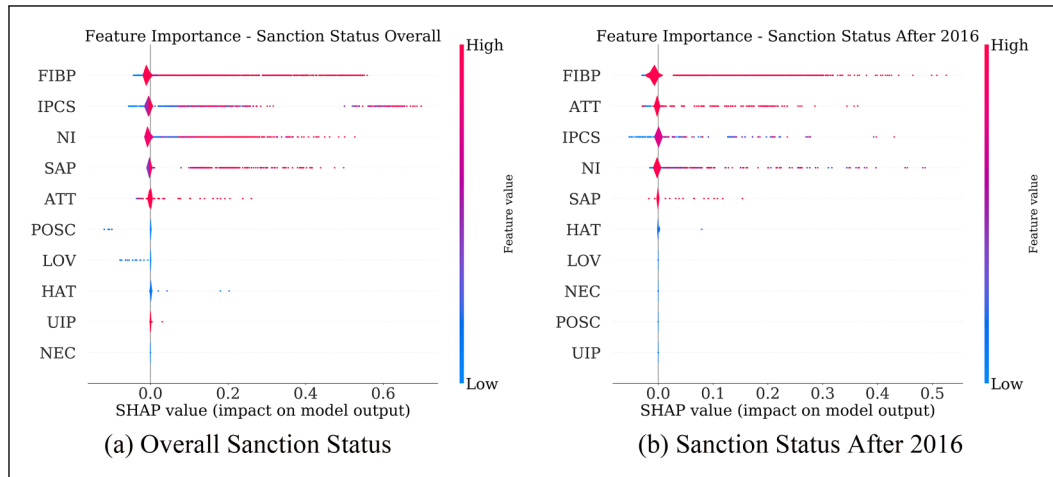 Feature Importance - Sanction Status Overall
High
FIBP
IPCS
NI
SAP
ATT
POSC
LOV
HAT
UIP
NEC
Feature value
Low
0.0 0.2 0.4 0.6
SHAP value (impact on model output)
(a) Overall Sanction Status
Feature Importance - Sanction Status After 2016
High
FIBP
ATT
IPCS
NI
SAP
HAT
LOV
NEC
POSC
UIP
Feature value
Low
0.0 0.1 0.2 0.3 0.4 0.5
SHAP value (impact on model output)
(b) Sanction Status After 2016